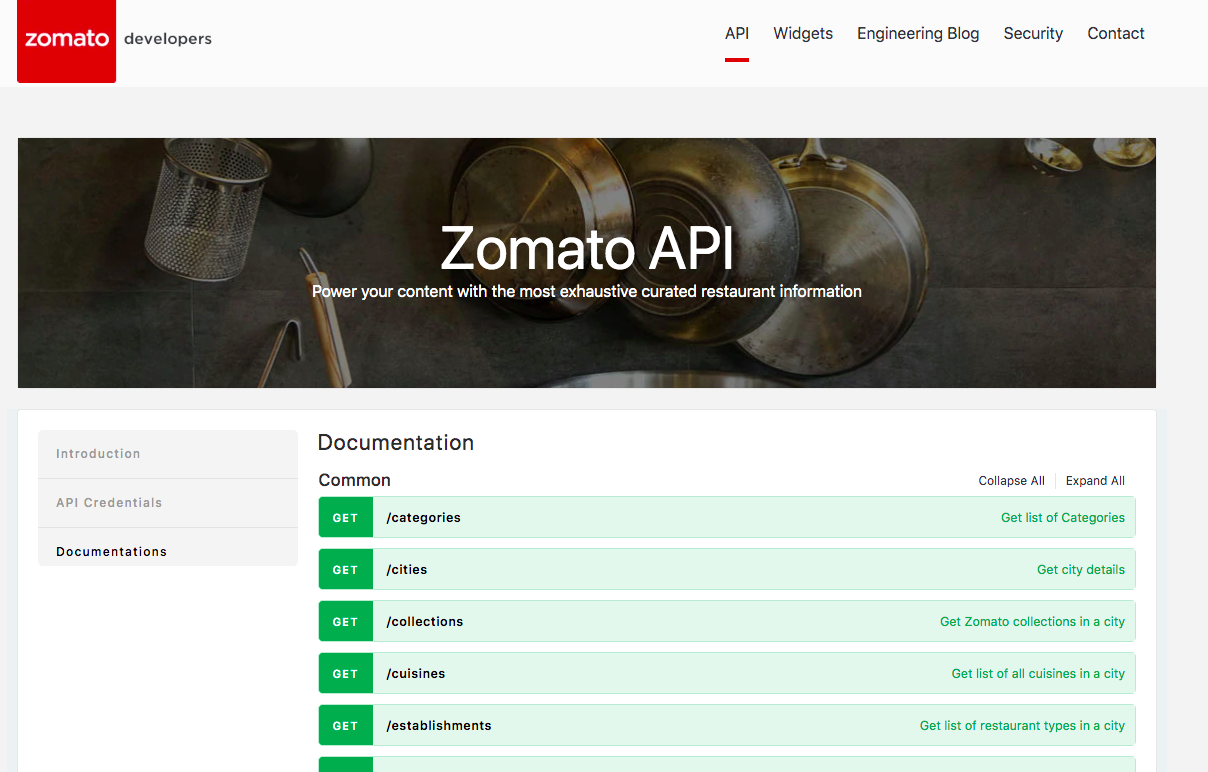 zomato developers
API Widgets Engineering Blog Security Contact
Zomato API
Power your content with the most exhaustive curated restaurant information
Introduction
API Credentials
Documentations
Documentation
Common
Collapse All Expand All
GET /categories Get list of Categories
GET /cities Get city details
GET /collections Get Zomato collections in a city
GET /cuisines Get list of all cuisines in a city
GET /establishments Get list of restaurant types in a city